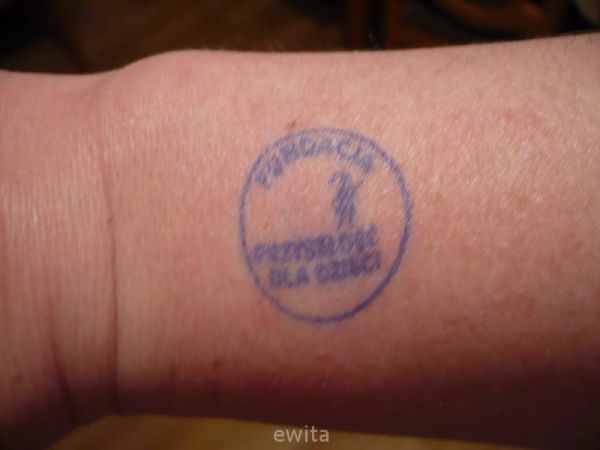 FUNDACJA
PRZYSZŁOŚĆ
DLA DZIECI
ewita